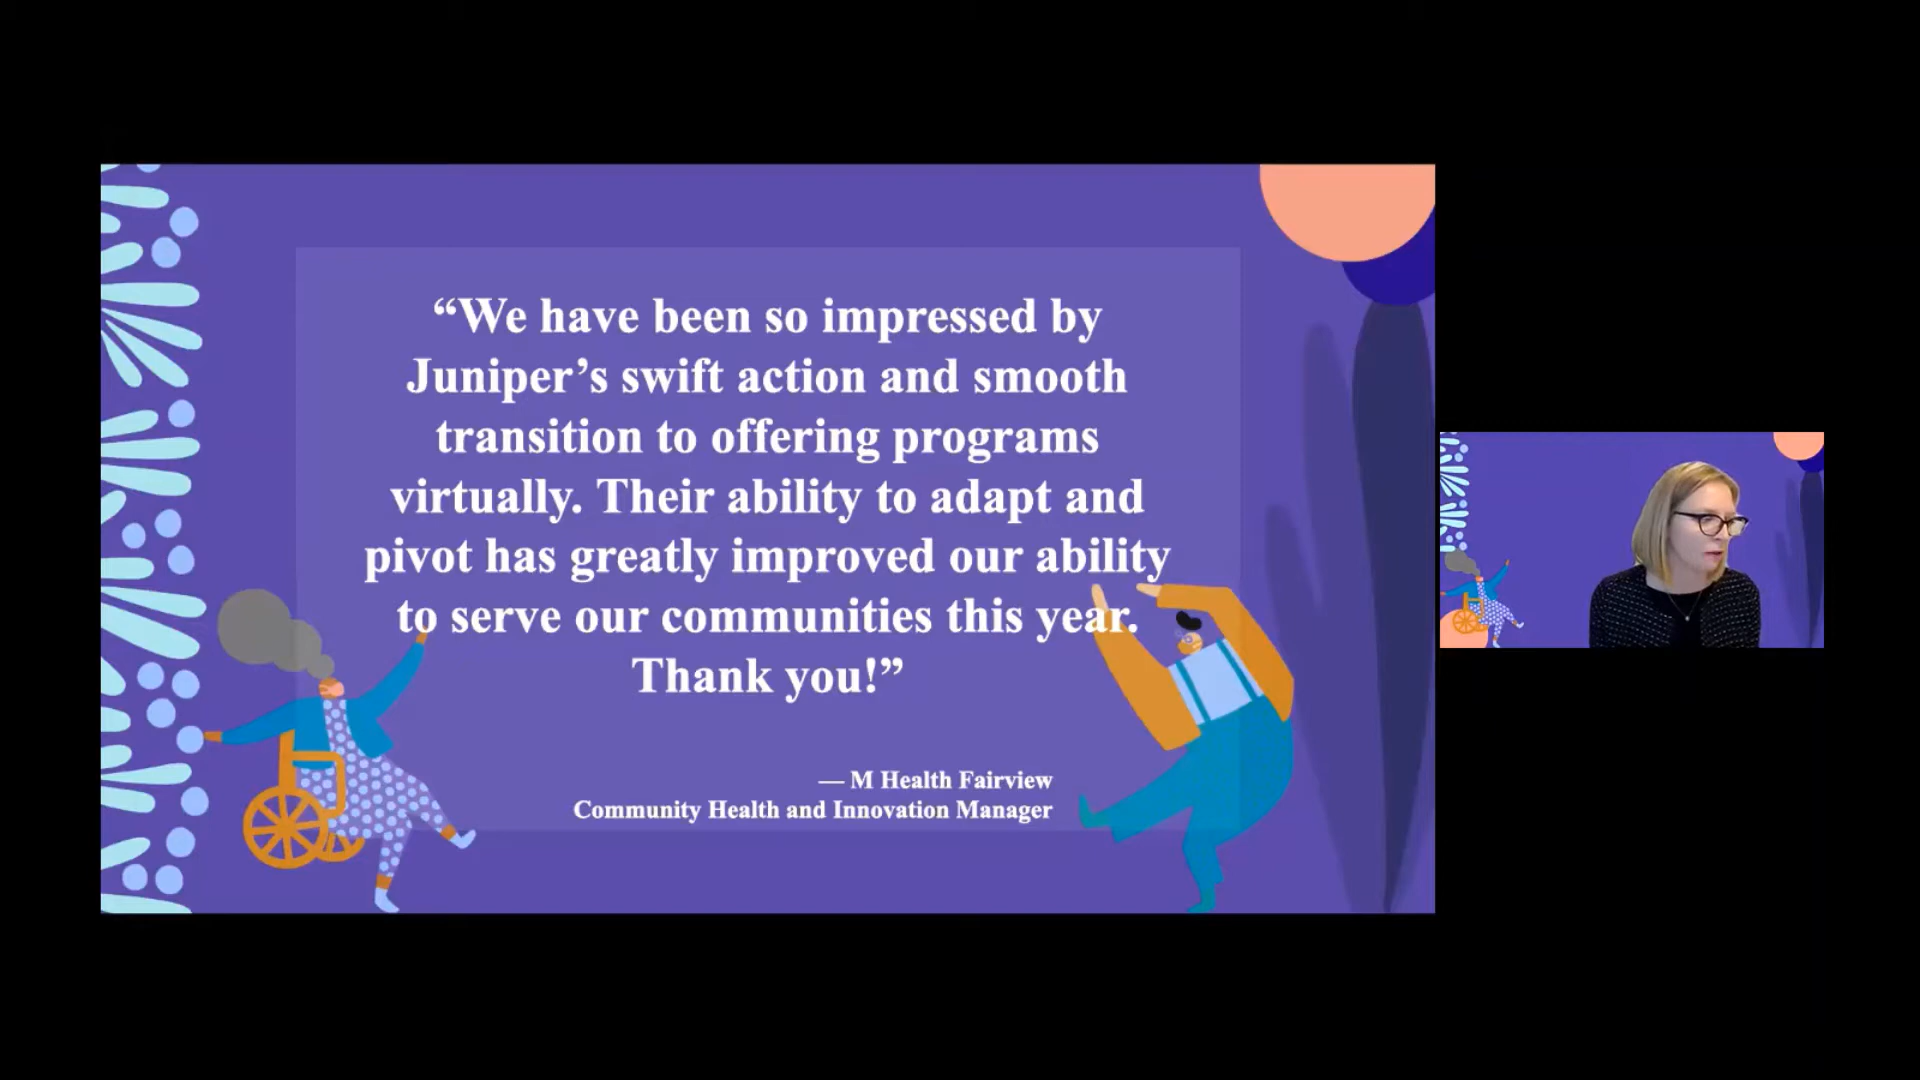 “We have been so impressed by
Juniper’s swift action and smooth
transition to offering programs
virtually. Their ability to adapt and
pivot has greatly improved our ability
to serve our communities this year.
Thank you!”
— M Health Fairview
Community Health and Innovation Manager